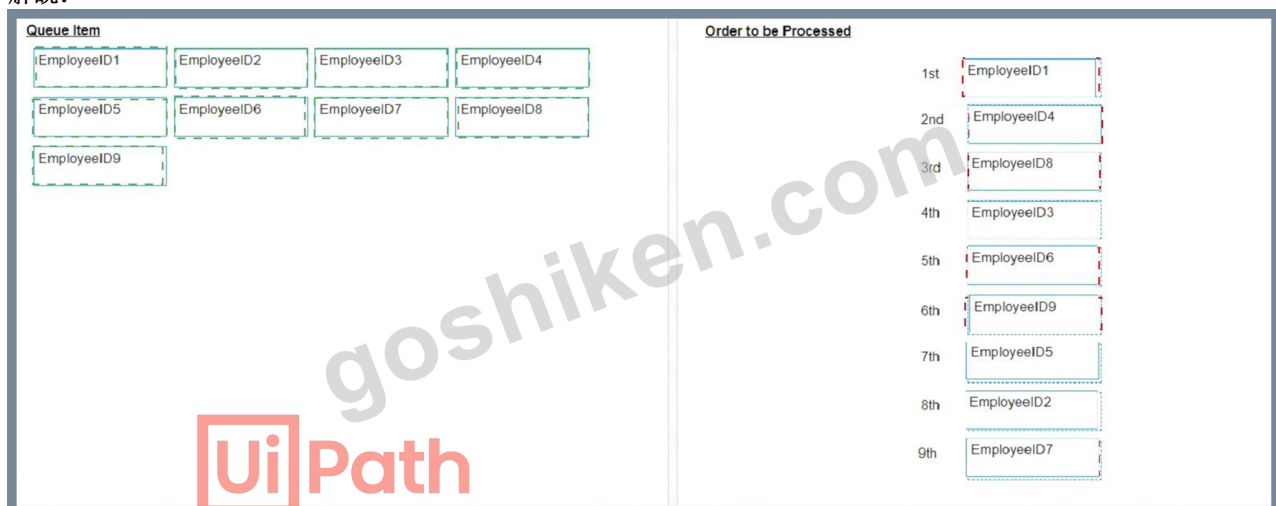 Queue Item
EmployeeID1 EmployeeID2 EmployeeID3 EmployeeID4
EmployeeID5 EmployeeID6 EmployeeID7 EmployeeID8
EmployeeID9
Order to be Processed
1st EmployeeID1
2nd EmployeeID4
3rd EmployeeID8
4th EmployeeID3
5th EmployeeID6
6th EmployeeID9
7th EmployeeID5
8th EmployeeID2
9th EmployeeID7
goshiken.com
UiPath